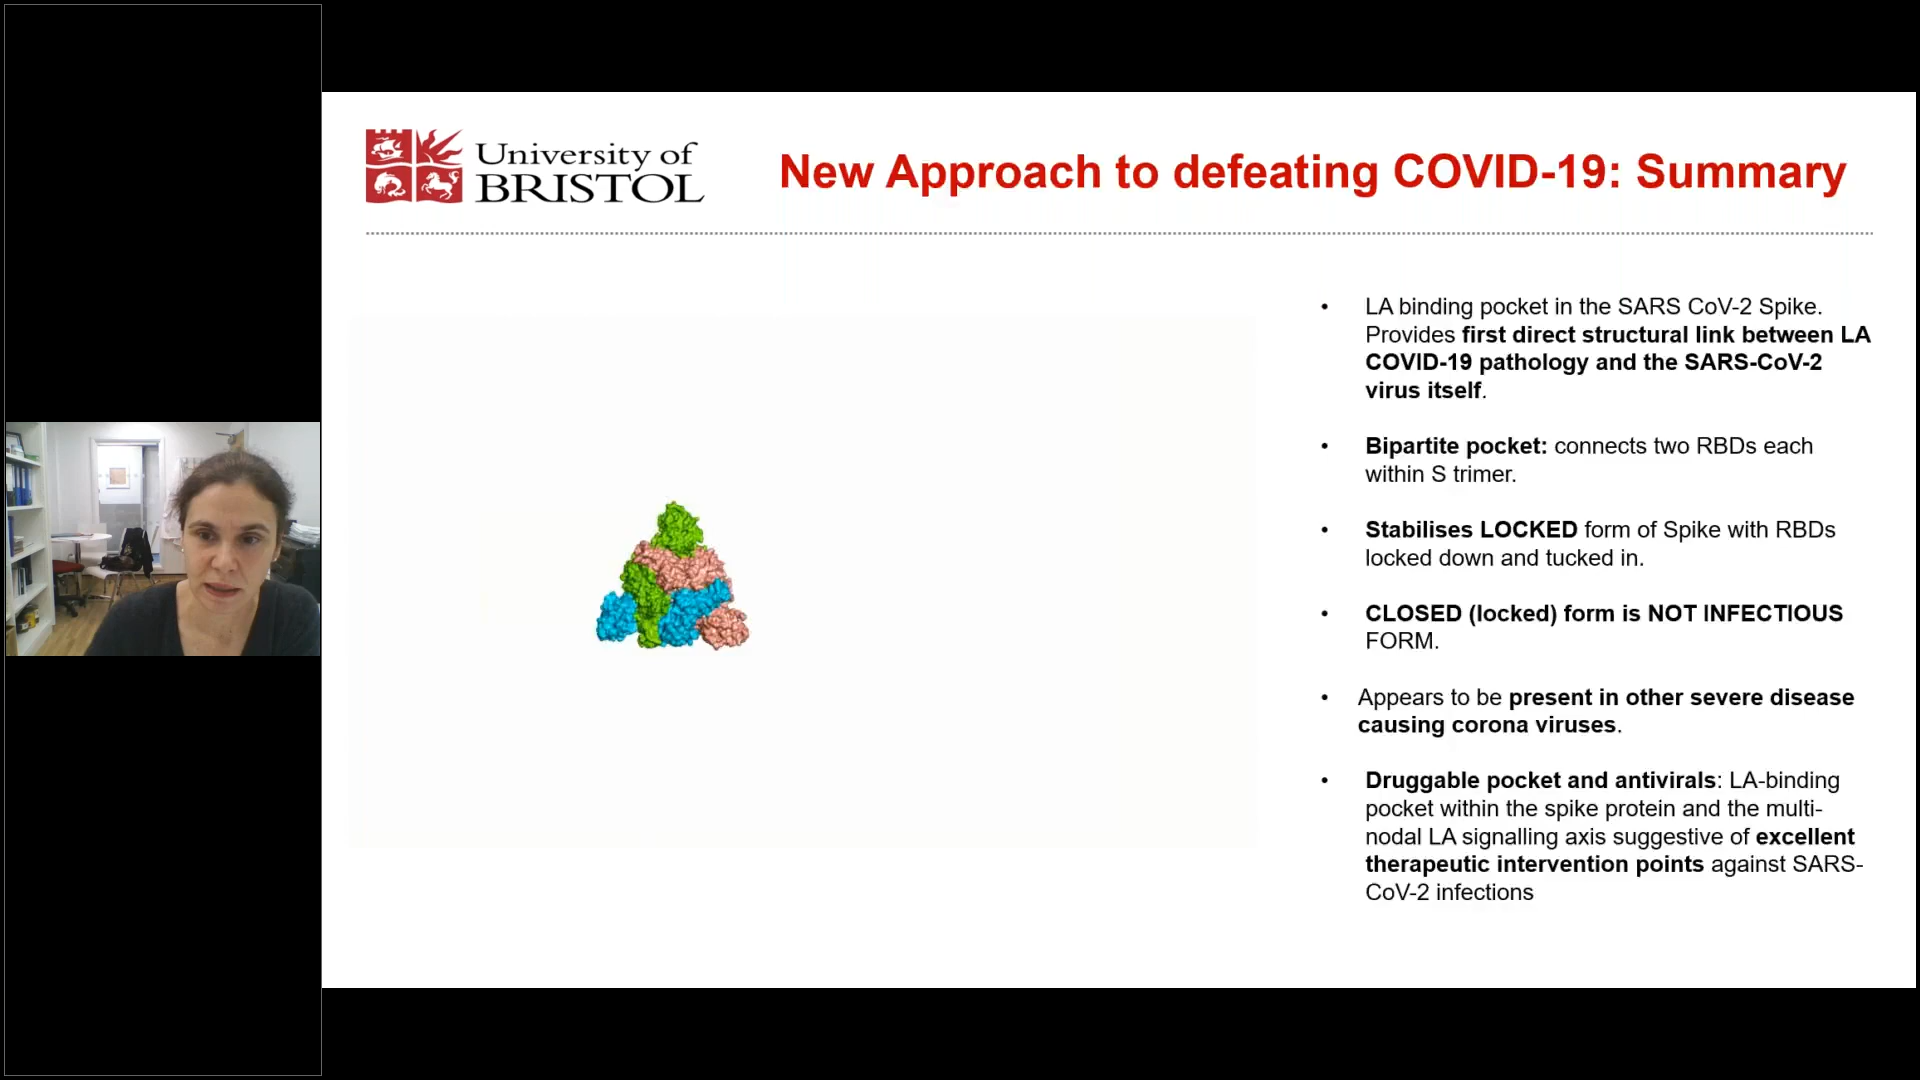 University of
BRISTOL
New Approach to defeating COVID-19: Summary
• LA binding pocket in the SARS CoV-2 Spike.
Provides first direct structural link between LA
COVID-19 pathology and the SARS-CoV-2
virus itself.
• Bipartite pocket: connects two RBDs each
within S trimer.
• Stabilises LOCKED form of Spike with RBDs
locked down and tucked in.
• CLOSED (locked) form is NOT INFECTIOUS
FORM.
• Appears to be present in other severe disease
causing corona viruses.
• Druggable pocket and antivirals: LA-binding
pocket within the spike protein and the multi-
nodal LA signalling axis suggestive of excellent
therapeutic intervention points against SARS-
CoV-2 infections